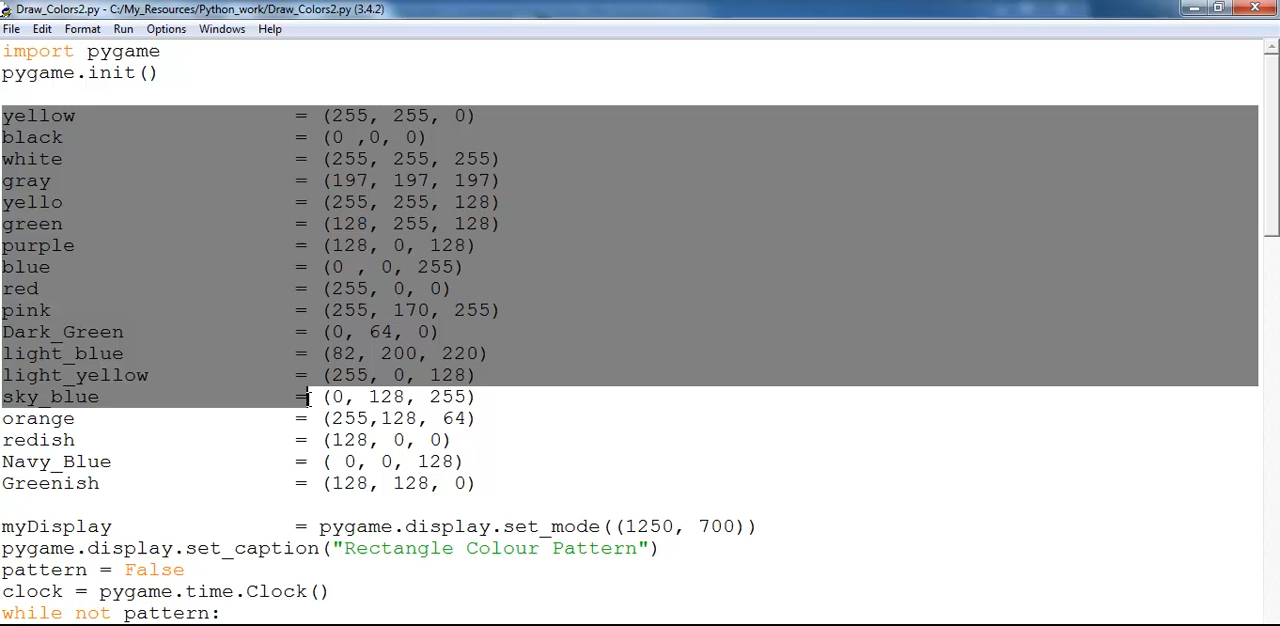 Draw_Colors2.py - C:/My_Resources/Python_work/Draw_Colors2.py (3.4.2)
File Edit Format Run Options Windows Help
import pygame
pygame.init()
yellow = (255, 255, 0)
black = (0 ,0, 0)
white = (255, 255, 255)
gray = (197, 197, 197)
yello = (255, 255, 128)
green = (128, 255, 128)
purple = (128, 0, 128)
blue = (0 , 0, 255)
red = (255, 0, 0)
pink = (255, 170, 255)
Dark_Green = (0, 64, 0)
light_blue = (82, 200, 220)
light_yellow = (255, 0, 128)
sky_blue = (0, 128, 255)
orange = (255,128, 64)
redish = (128, 0, 0)
Navy_Blue = ( 0, 0, 128)
Greenish = (128, 128, 0)
myDisplay = pygame.display.set_mode((1250, 700))
pygame.display.set_caption("Rectangle Colour Pattern")
pattern = False
clock = pygame.time.Clock()
while not pattern: